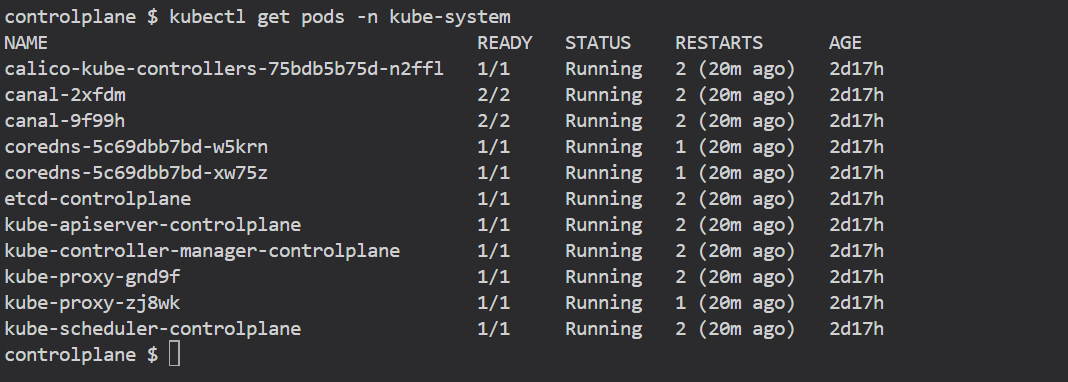 controlplane $ kubectl get pods -n kube-system
NAME                                      READY   STATUS    RESTARTS      AGE
calico-kube-controllers-75bdb5b75d-n2ffl   1/1     Running   2 (20m ago)   2d17h
canal-2xfdm                               2/2     Running   2 (20m ago)   2d17h
canal-9f99h                               2/2     Running   2 (20m ago)   2d17h
coredns-5c69dbb7bd-w5krn                  1/1     Running   1 (20m ago)   2d17h
coredns-5c69dbb7bd-xw75z                  1/1     Running   1 (20m ago)   2d17h
etcd-controlplane                         1/1     Running   2 (20m ago)   2d17h
kube-apiserver-controlplane               1/1     Running   2 (20m ago)   2d17h
kube-controller-manager-controlplane      1/1     Running   2 (20m ago)   2d17h
kube-proxy-gnd9f                          1/1     Running   2 (20m ago)   2d17h
kube-proxy-zj8wk                          1/1     Running   1 (20m ago)   2d17h
kube-scheduler-controlplane               1/1     Running   2 (20m ago)   2d17h
controlplane $